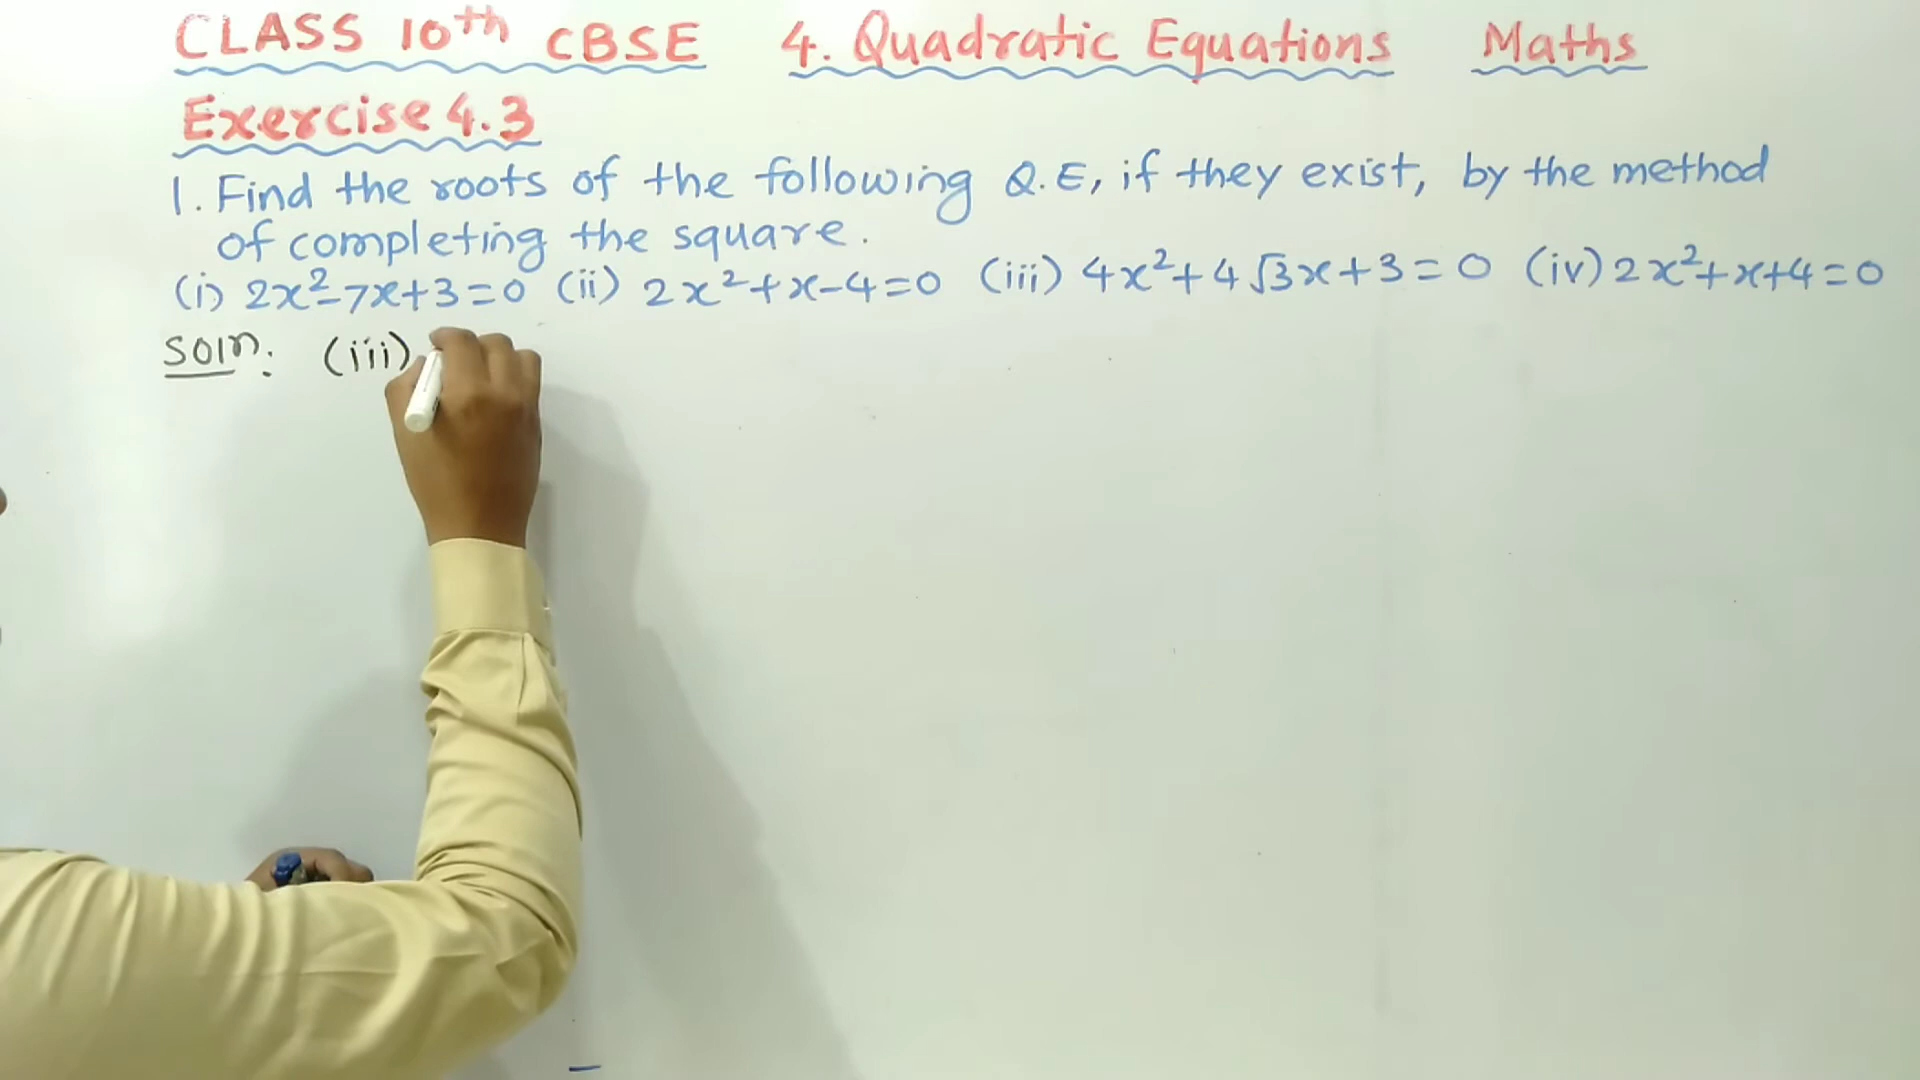 CLASS 10th CBSE 4. Quadratic Equations Maths
Exercise 4.3
1. Find the roots of the following Q.E, if they exist, by the method
of completing the square.
(i) 2x²-7x+3=0 (ii) 2x²+x-4=0 (iii) 4x²+4√3x+3=0 (iv) 2x²+x+4=0
Soln: (iii)